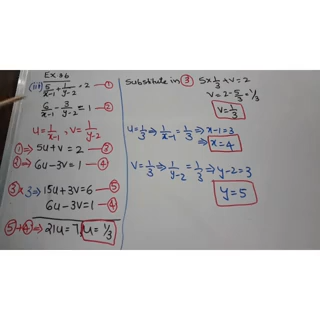 Ex 3.6
(iii) 5/x-1 + 1/y-2 = 2 — ①
6/x-1 - 3/y-2 = 1 — ②
u = 1/x-1, v = 1/y-2
① ⇒ 5u + v = 2 — ③
② ⇒ 6u - 3v = 1 — ④
③ × 3 ⇒ 15u + 3v = 6 — ⑤
6u - 3v = 1 — ④
⑤ + ④ ⇒ 21u = 7, u = 1/3
Substitute in ③ 5 x 1/3 + v = 2
v = 2 - 5/3 = 1/3
v = 1/3
u = 1/3 ⇒ 1/x-1 = 1/3 ⇒ x-1 = 3
⇒ x = 4
v = 1/3 ⇒ 1/y-2 = 1/3 ⇒ y-2 = 3
y = 5